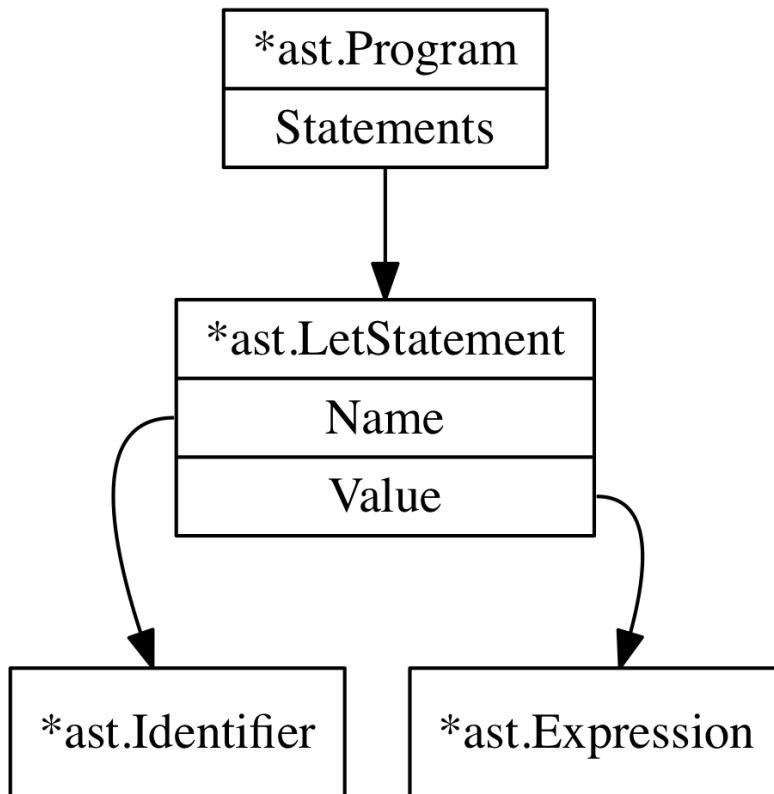 *ast.Program
Statements
*ast.LetStatement
Name
Value
*ast.Identifier
*ast.Expression